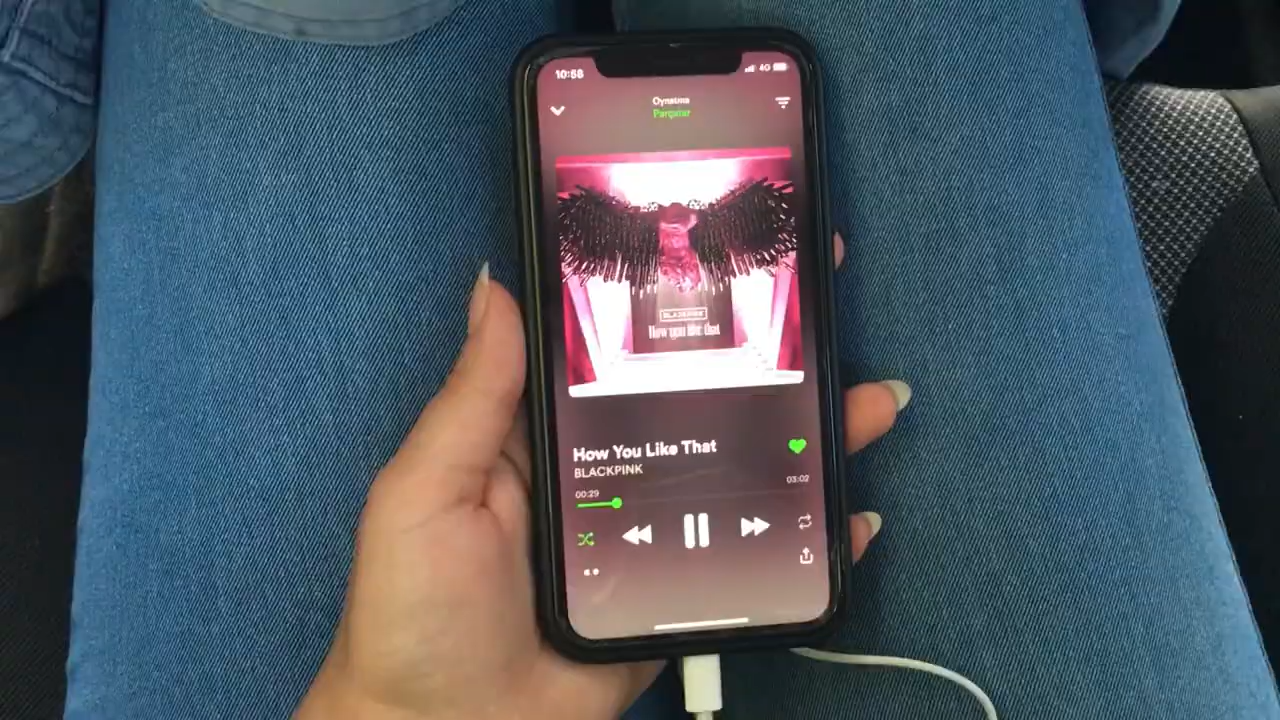 10:58
4G
Oynatma
Parçalar
BLACKPINK
How you like that
How You Like That
BLACKPINK
00:29
03:02